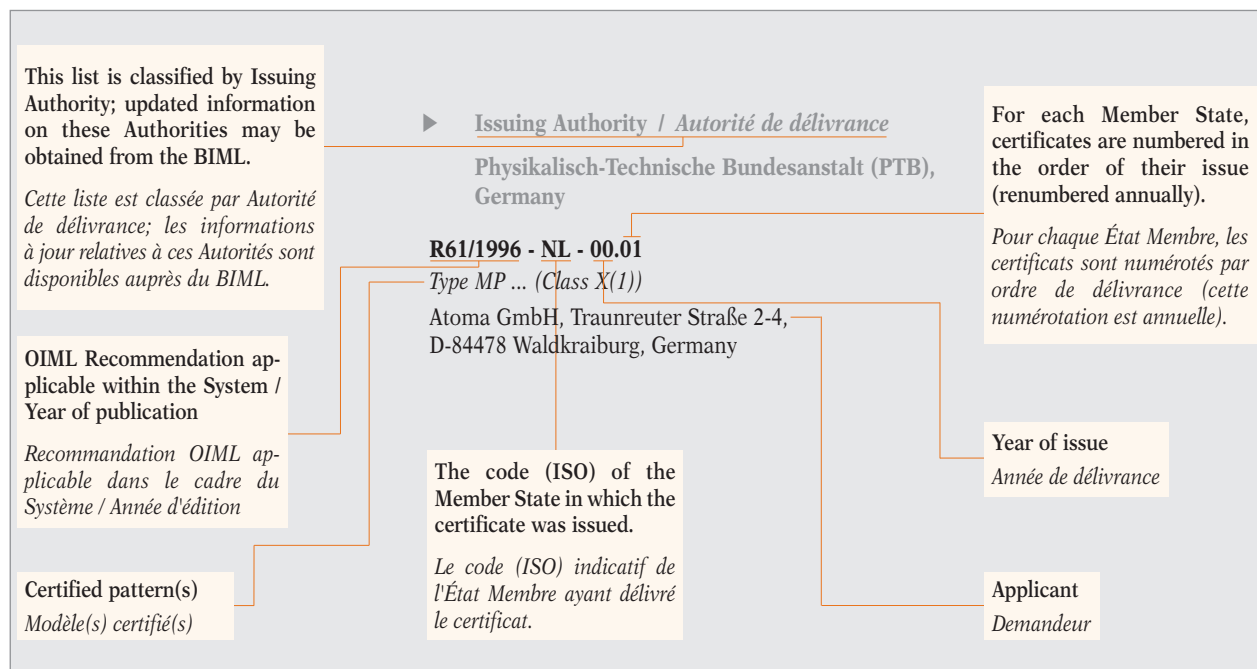 This list is classified by Issuing
Authority; updated information
on these Authorities may be
obtained from the BIML.
Cette liste est classée par Autorité
de délivrance; les informations
à jour relatives à ces Autorités sont
disponibles auprès du BIML.
▶ Issuing Authority / Autorité de délivrance
Physikalisch-Technische Bundesanstalt (PTB),
Germany
R61/1996 - NL - 00.01
Type MP ... (Class X(1))
Atoma GmbH, Traunreuter Straße 2-4,
D-84478 Waldkraiburg, Germany
For each Member State,
certificates are numbered in
the order of their issue
(renumbered annually).
Pour chaque État Membre, les
certificats sont numérotés par
ordre de délivrance (cette
numérotation est annuelle).
OIML Recommendation ap-
plicable within the System /
Year of publication
Recommandation OIML ap-
plicable dans le cadre du
Système / Année d'édition
The code (ISO) of the
Member State in which the
certificate was issued.
Le code (ISO) indicatif de
l'État Membre ayant délivré
le certificat.
Year of issue
Année de délivrance
Certified pattern(s)
Modèle(s) certifié(s)
Applicant
Demandeur